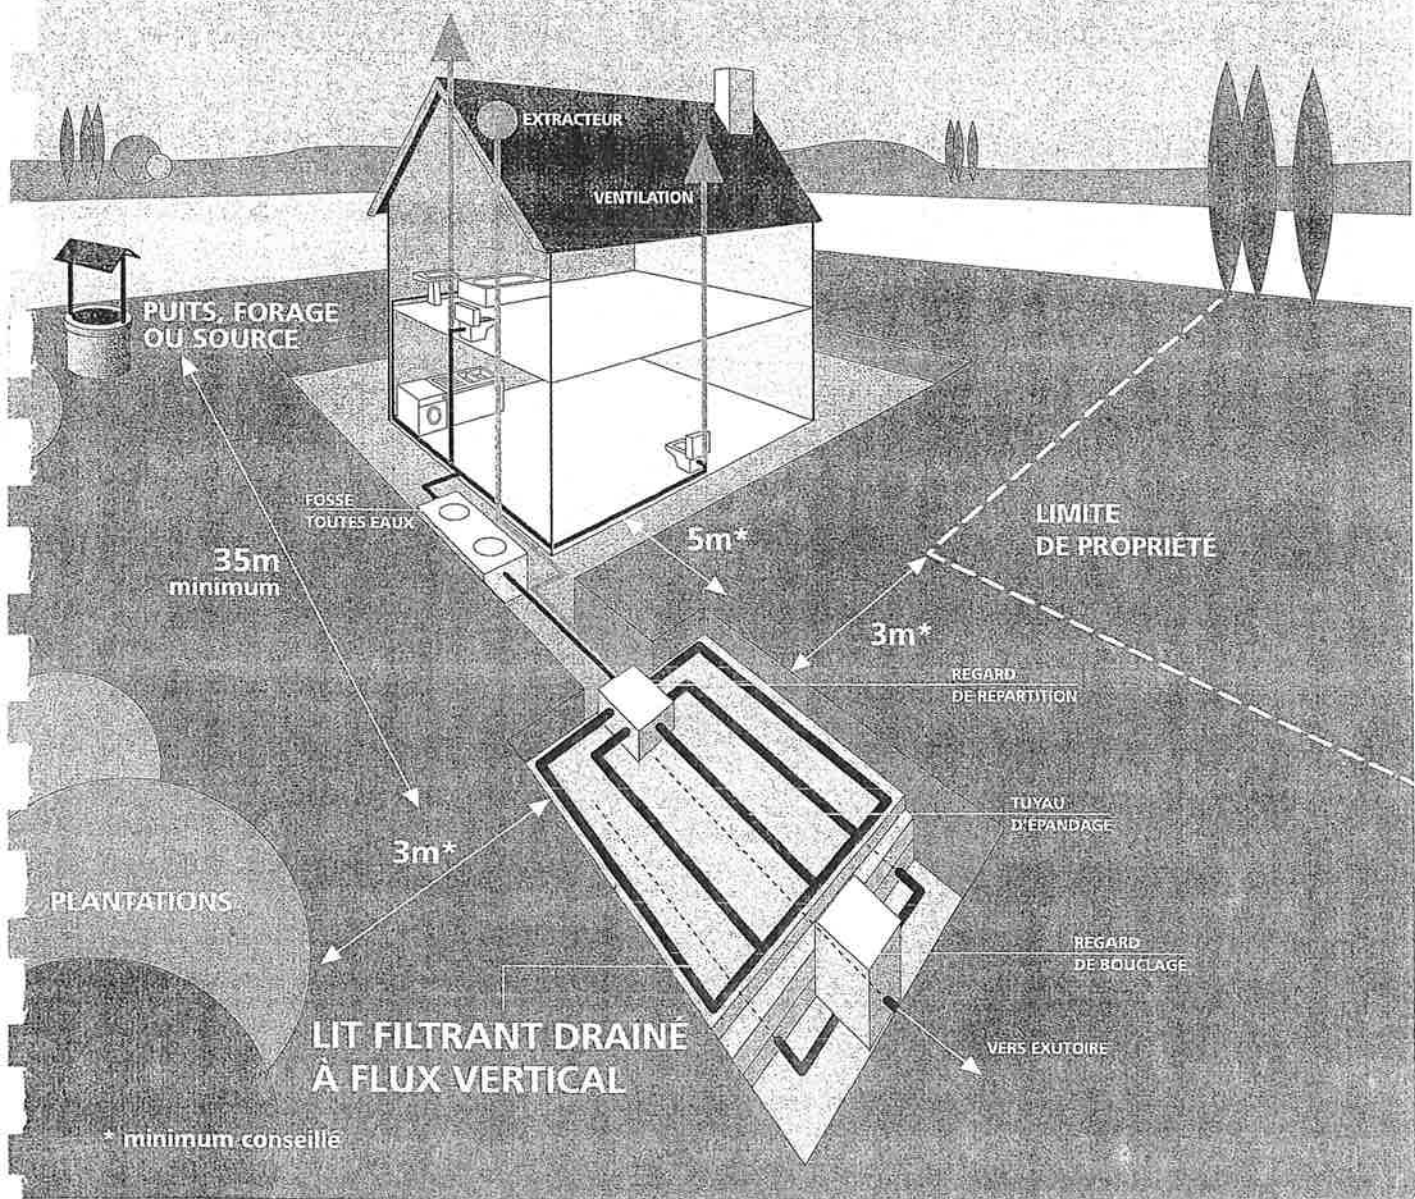 EXTRACTEUR
VENTILATION
PUITS, FORAGE
OU SOURCE
FOSSE
TOUTES EAUX
35m
minimum
5m*
LIMITE
DE PROPRIÉTÉ
3m*
REGARD
DE REPARTITION
TUYAU
D'ÉPANDAGE
3m*
PLANTATIONS
REGARD
DE BOUCLAGE
LIT FILTRANT DRAINÉ
À FLUX VERTICAL
VERS EXUTOIRE
* minimum conseillé